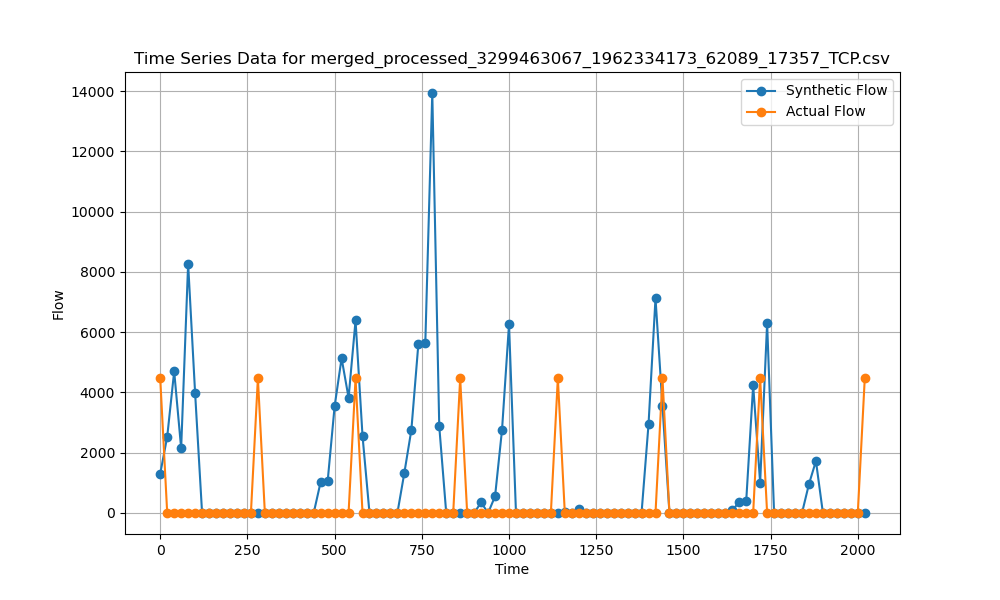 Time Series Data for merged_processed_3299463067_1962334173_62089_17357_TCP.csv
Synthetic Flow
Actual Flow
14000
12000
10000
8000
6000
4000
2000
0
Flow
0 250 500 750 1000 1250 1500 1750 2000
Time